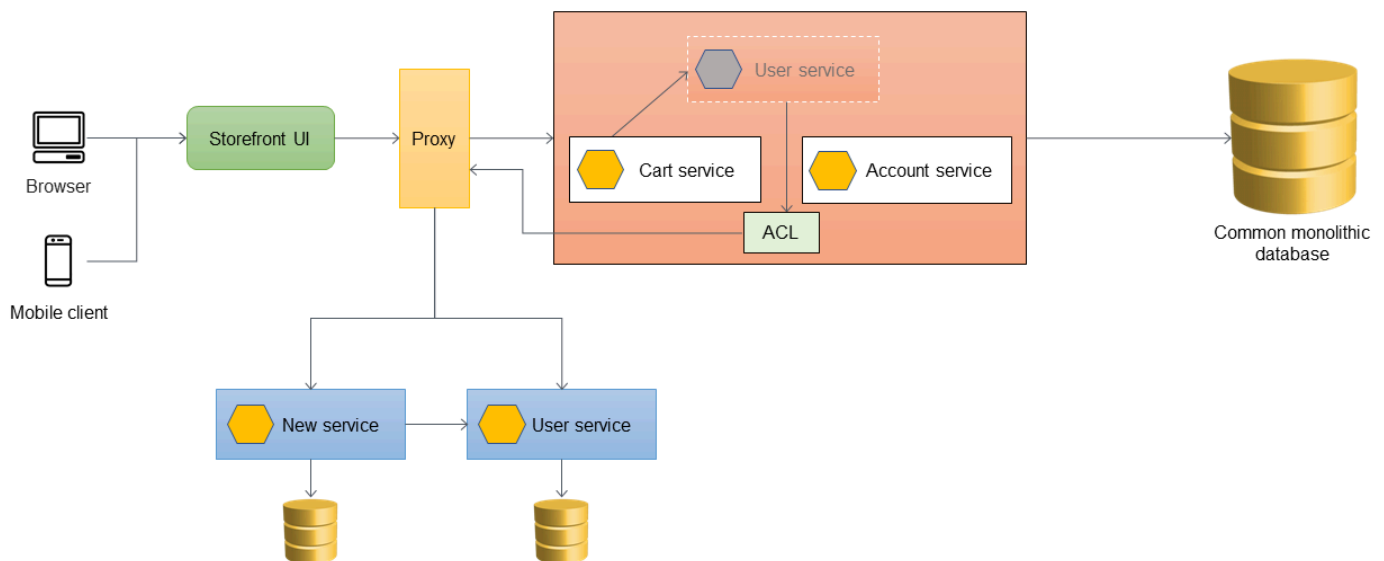 User service
Storefront UI
Proxy
Cart service
Account service
Browser
ACL
Common monolithic
database
Mobile client
New service
User service